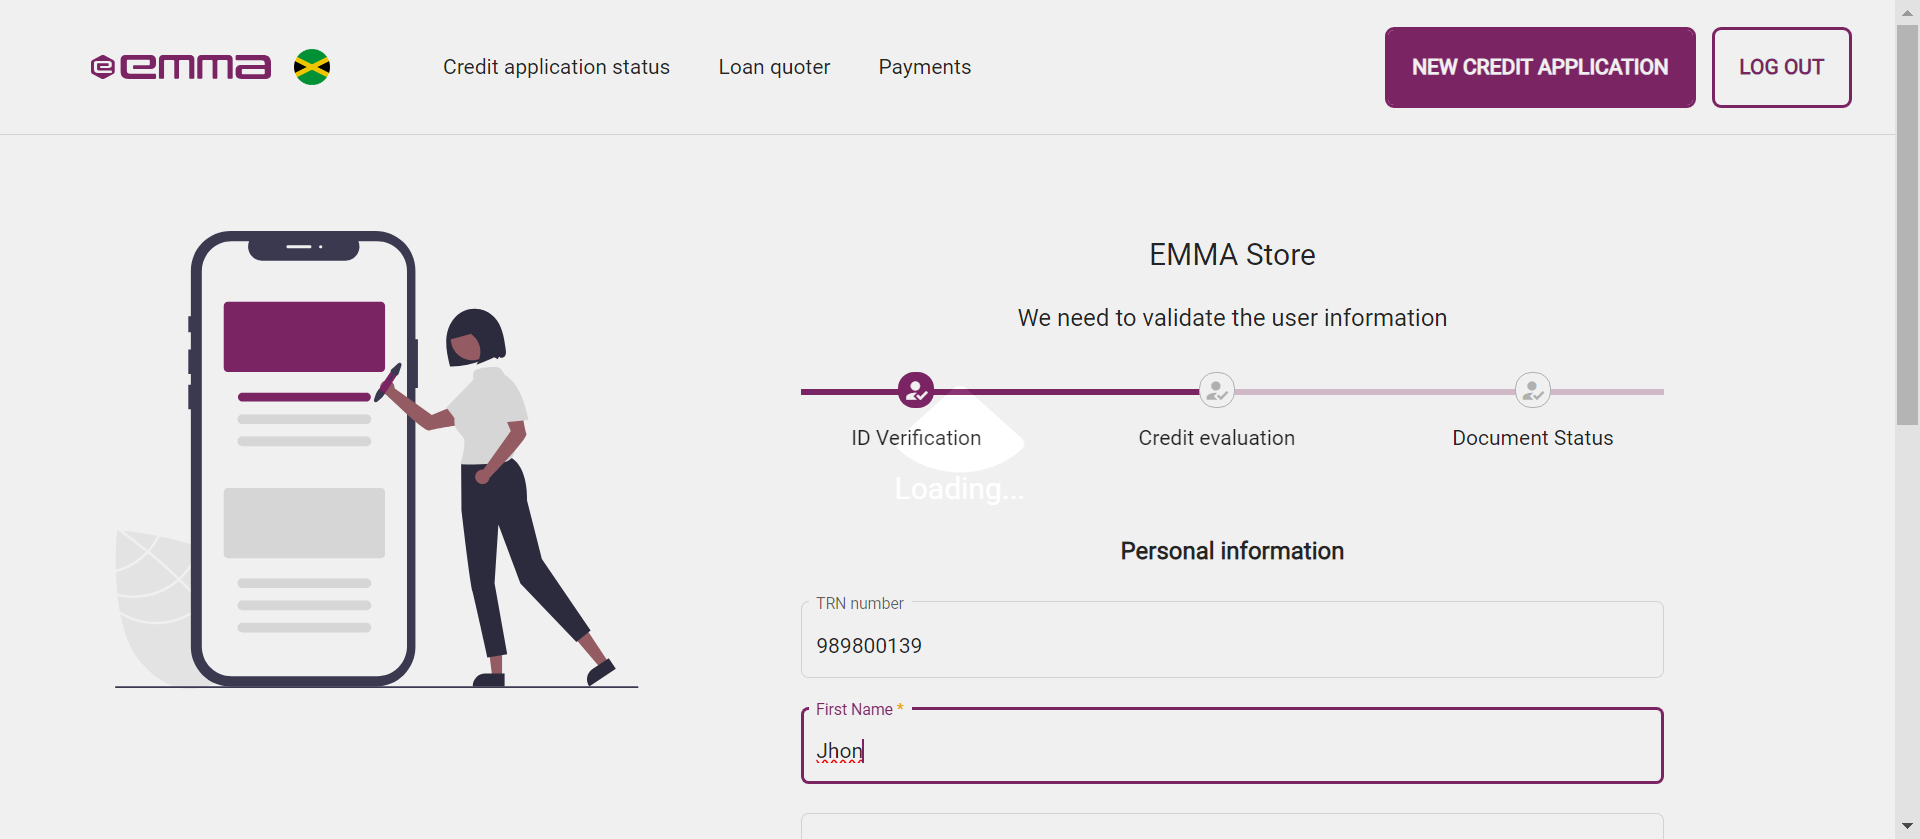 emma
Credit application status
Loan quoter
Payments
NEW CREDIT APPLICATION
LOG OUT
EMMA Store
We need to validate the user information
ID Verification
Credit evaluation
Document Status
Loading...
Personal information
TRN number
989800139
First Name *
Jhon